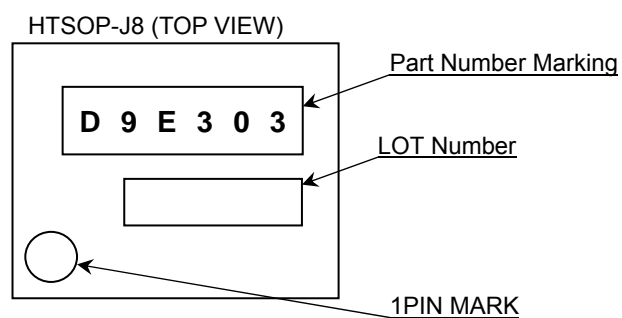 HTSOP-J8 (TOP VIEW)
Part Number Marking
D 9 E 3 0 3
LOT Number
1PIN MARK